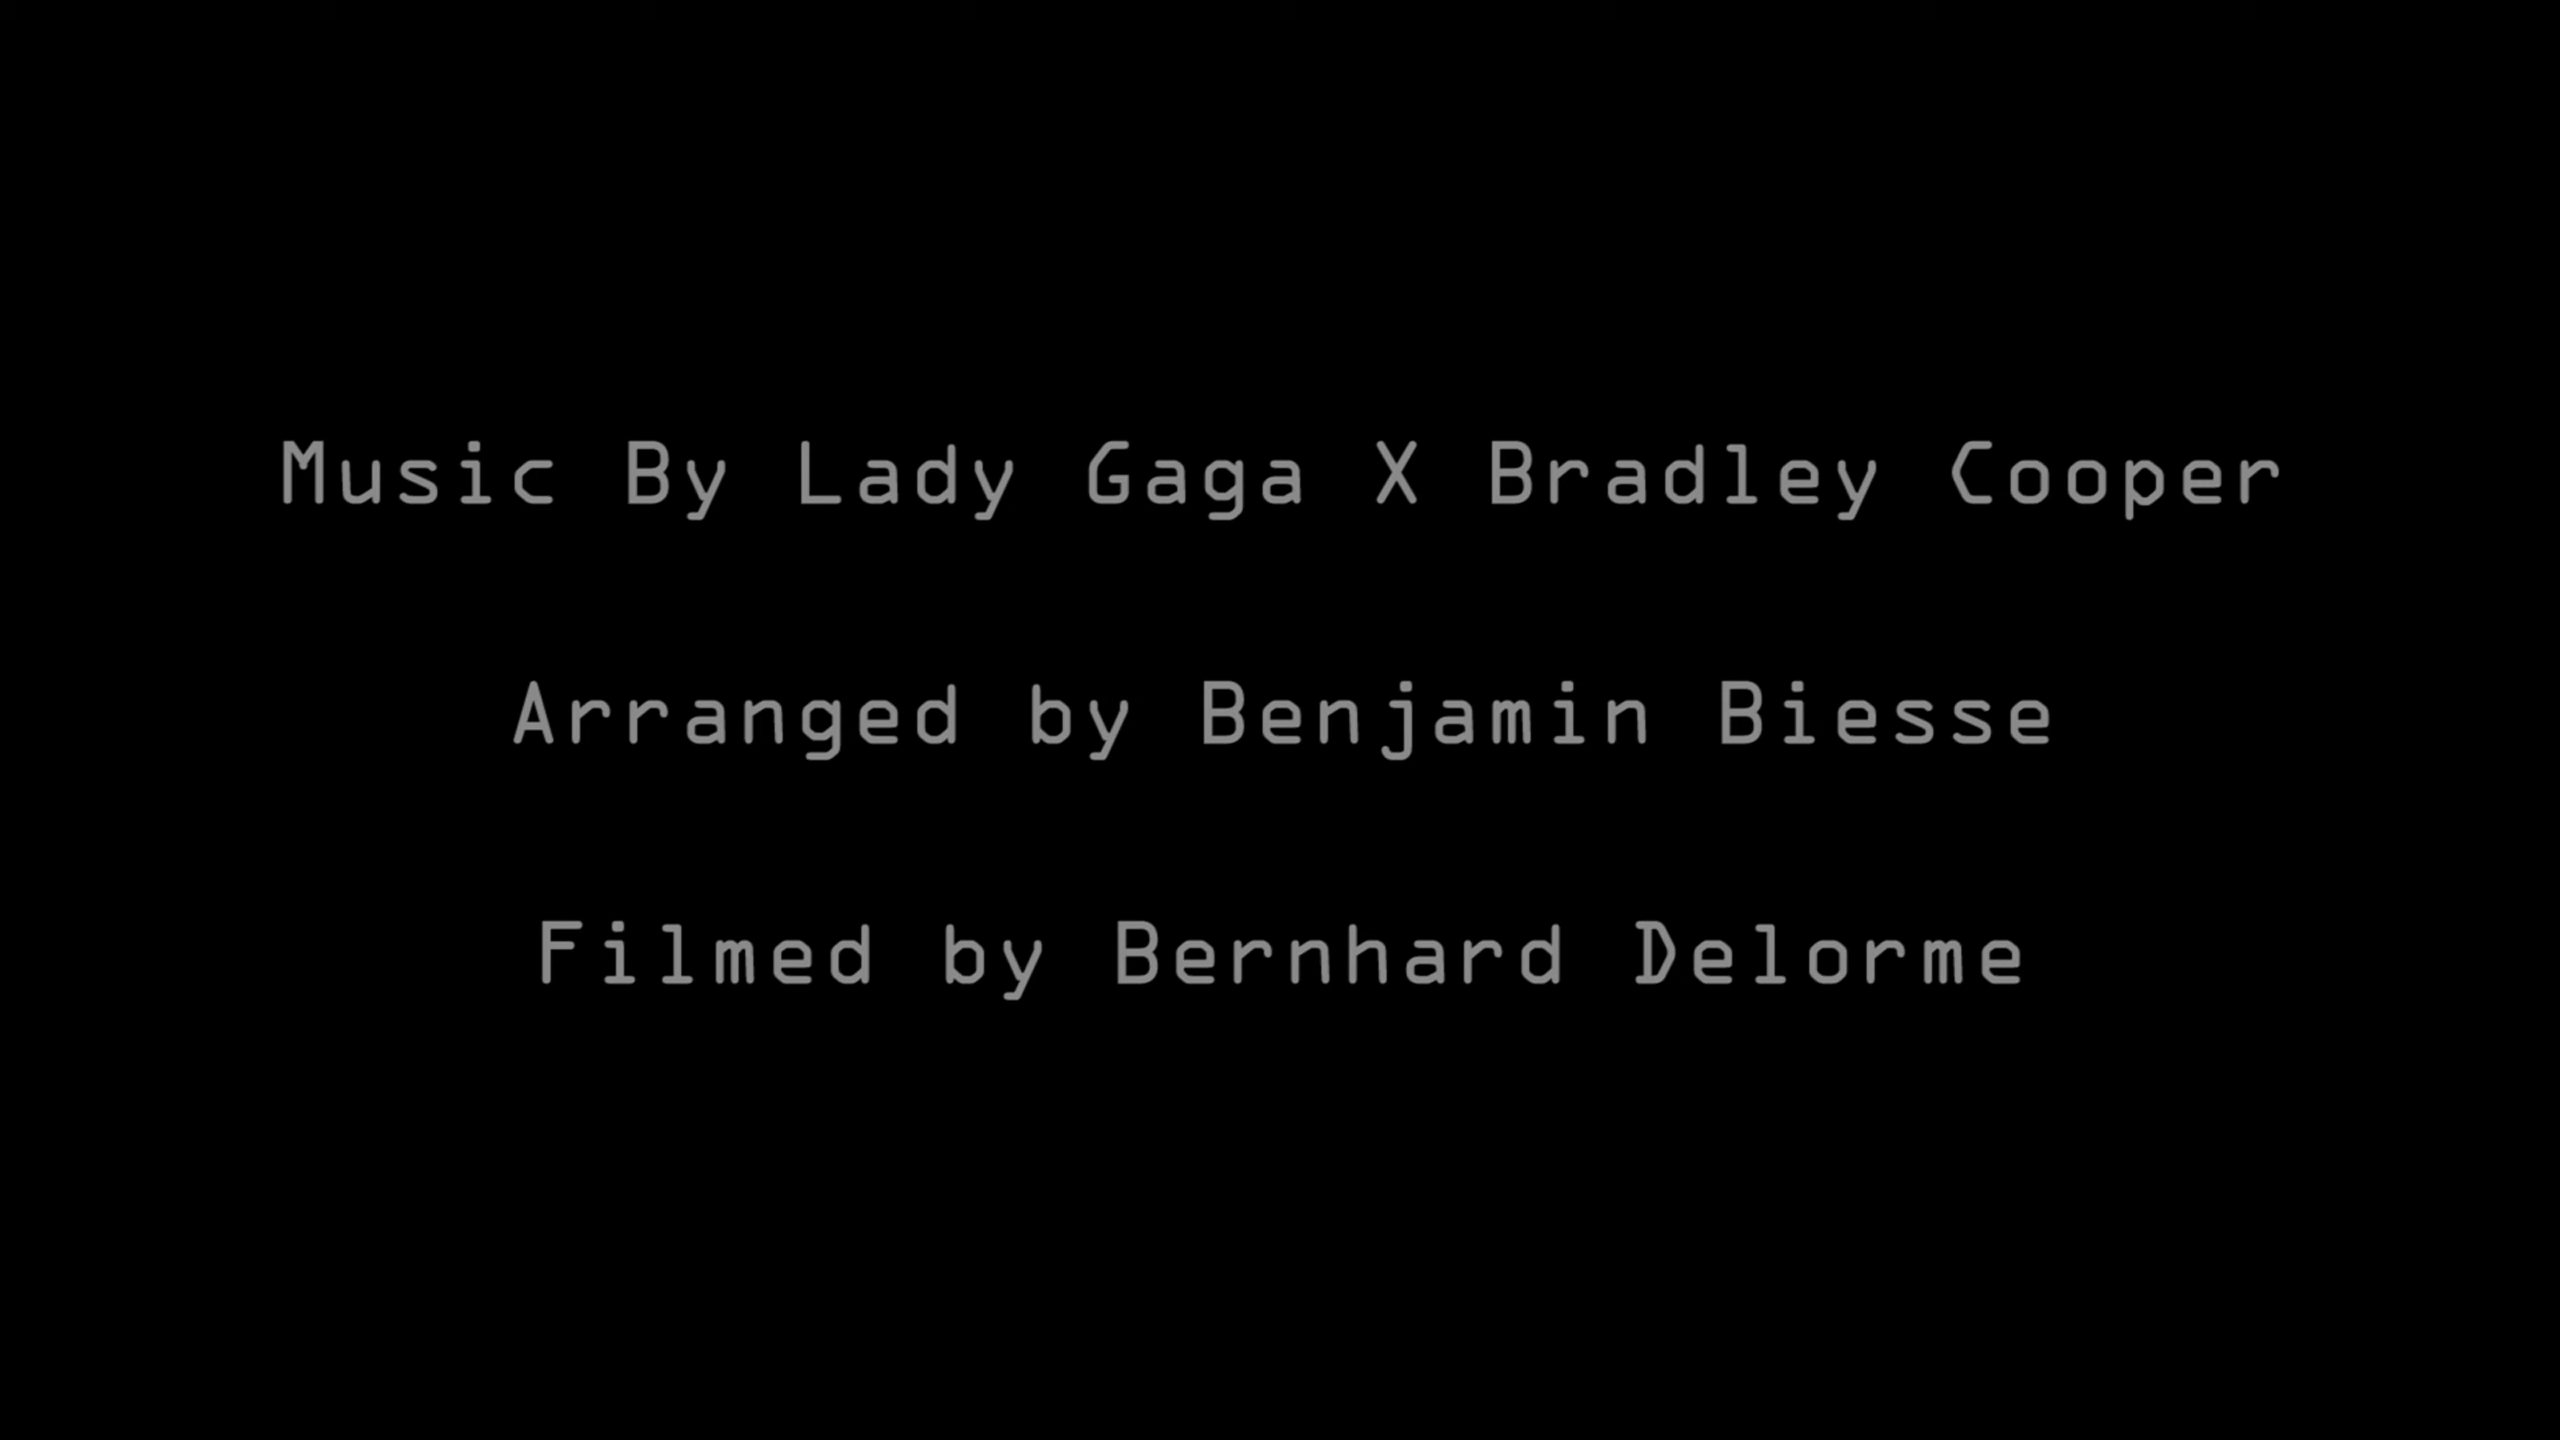 Music By Lady Gaga X Bradley Cooper
Arranged by Benjamin Biesse
Filmed by Bernhard Delorme